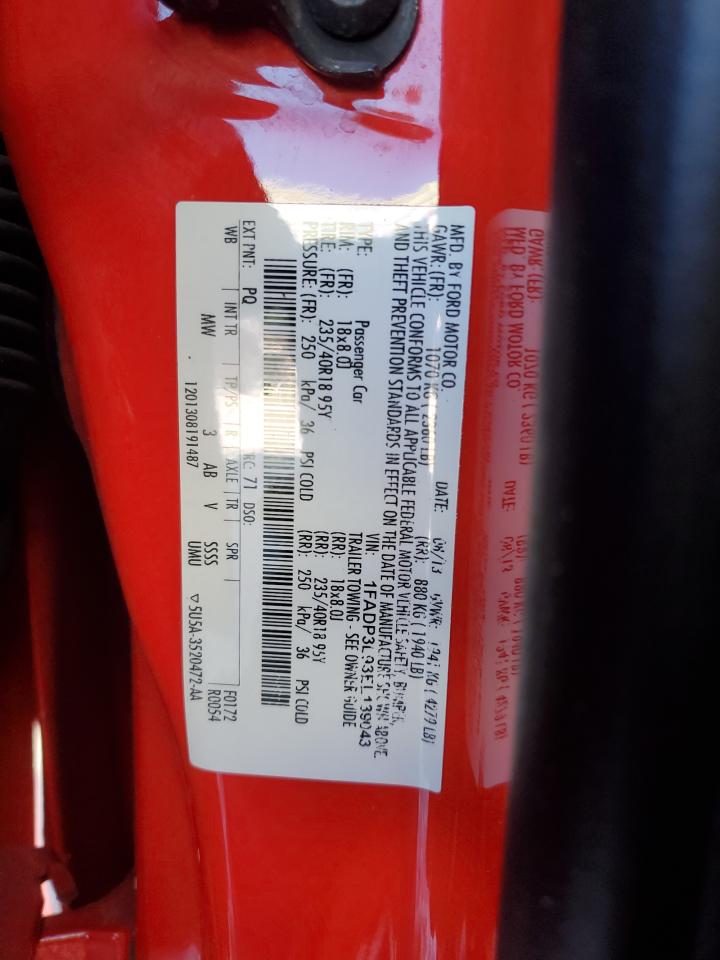 MFD. BY FORD MOTOR CO.
DATE: 08/13 GVWR: 1941 KG ( 4279 LB)
GAWR: (FR): 1070 KG ( 2360 LB) (RR): 880 KG ( 1940 LB)
THIS VEHICLE CONFORMS TO ALL APPLICABLE FEDERAL MOTOR VEHICLE SAFETY, BUMPER,
AND THEFT PREVENTION STANDARDS IN EFFECT ON THE DATE OF MANUFACTURE SHOWN ABOVE.
VIN: 1FADP3L93EL139043
TYPE: Passenger Car TRAILER TOWING - SEE OWNER GUIDE
RIM: (FR): 18x8.0J (RR): 18x8.0J
TIRE: (FR): 235/40R18 95Y (RR): 235/40R18 95Y
PRESSURE: (FR): 250 kPa/ 36 PSI COLD (RR): 250 kPa/ 36 PSI COLD
EXT PNT: PQ RC: 71 DSO:
WB INT TR TP/PS R AXLE TR SPR F0172
MW 3 AB V SSSS R0054
1201308191487 UMU ▽5U5A-3520472-AA